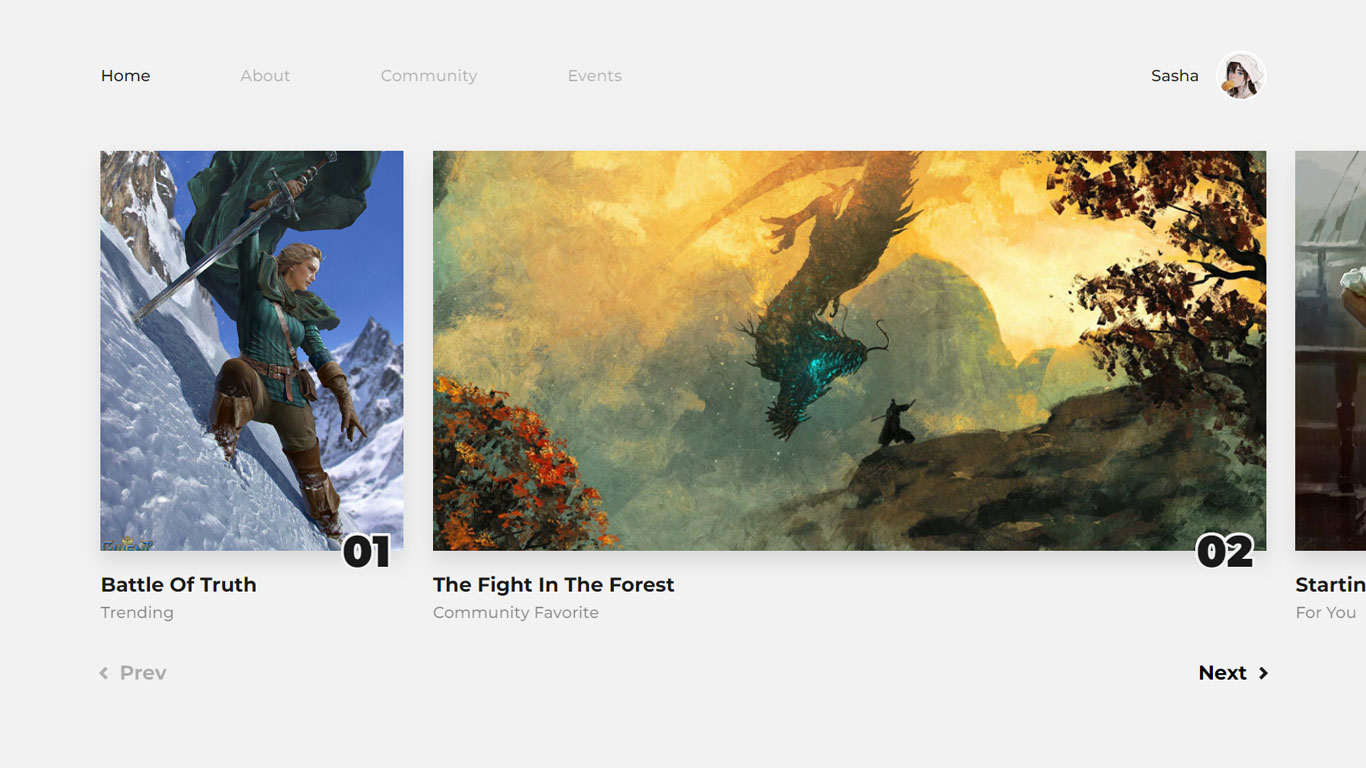 Home About Community Events Sasha
01
02
Battle Of Truth
Trending
The Fight In The Forest
Community Favorite
Startin
For You
Prev
Next